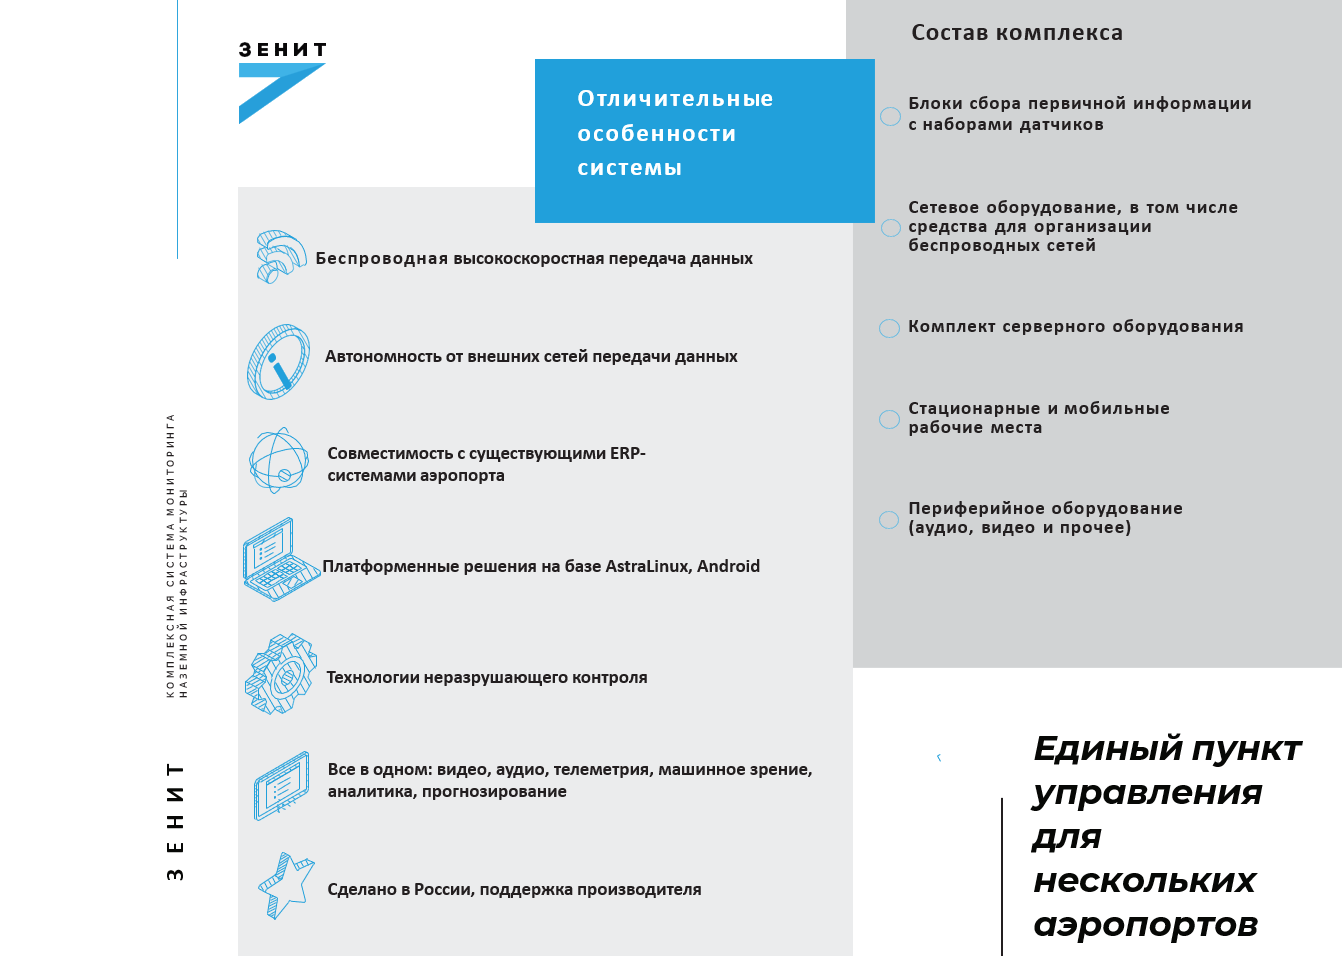 ЗЕНИТ
Отличительные
особенности
системы
Беспроводная высокоскоростная передача данных
Автономность от внешних сетей передачи данных
Совместимость с существующими ERP-
системами аэропорта
Платформенные решения на базе AstraLinux, Android
Технологии неразрушающего контроля
Все в одном: видео, аудио, телеметрия, машинное зрение,
аналитика, прогнозирование
Сделано в России, поддержка производителя
Состав комплекса
Блоки сбора первичной информации
с наборами датчиков
Сетевое оборудование, в том числе
средства для организации
беспроводных сетей
Комплект серверного оборудования
Стационарные и мобильные
рабочие места
Периферийное оборудование
(аудио, видео и прочее)
Единый пункт
управления
для
нескольких
аэропортов
КОМПЛЕКСНАЯ СИСТЕМА МОНИТОРИНГА
НАЗЕМНОЙ ИНФРАСТРУКТУРЫ
ЗЕНИТ